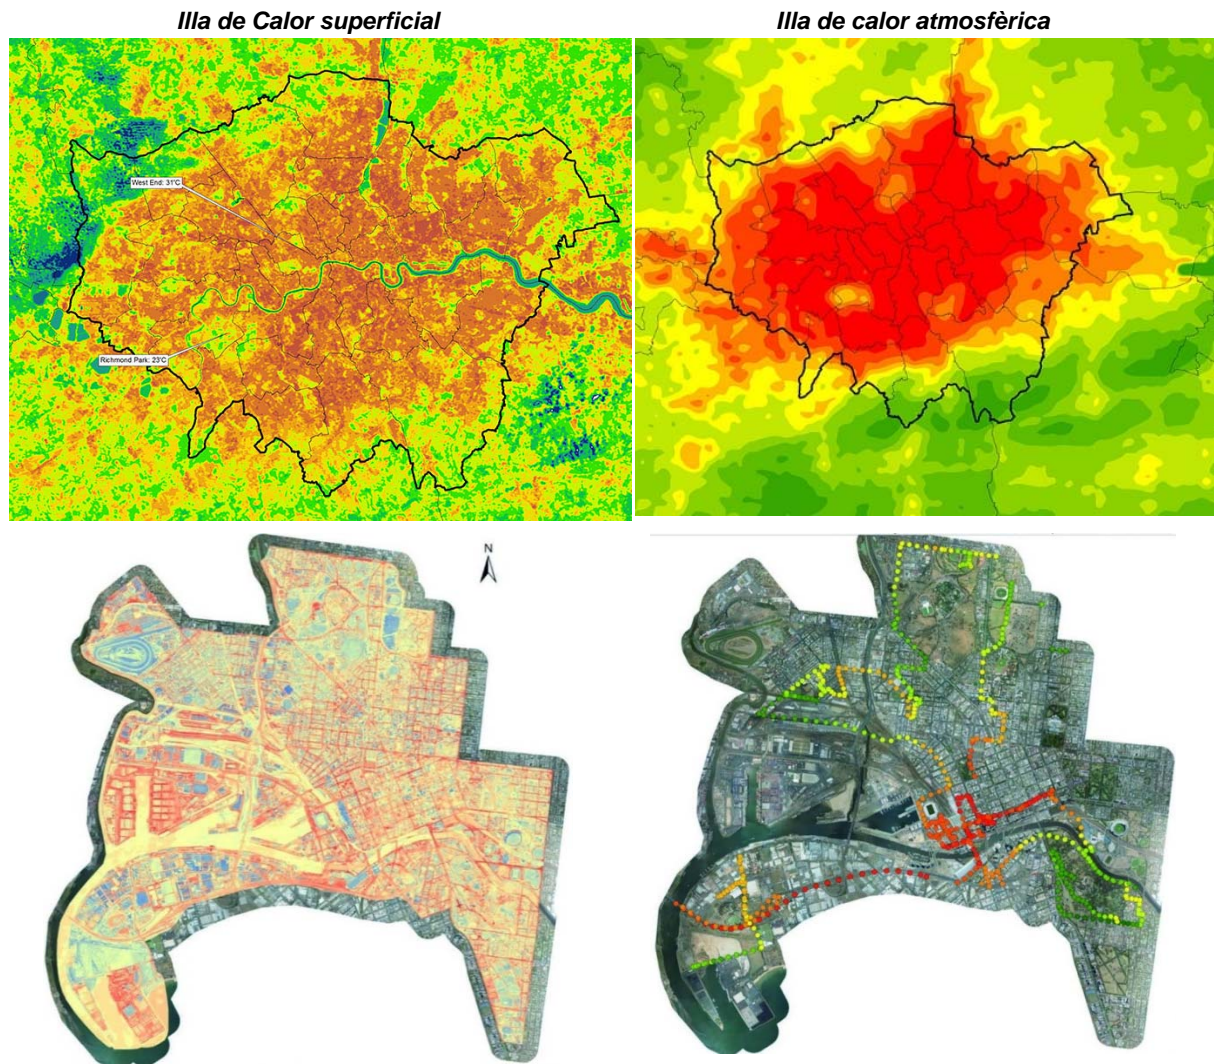 Illa de Calor superficial
Illa de calor atmosfèrica
West End: 31°C
Richmond Park: 23°C
N